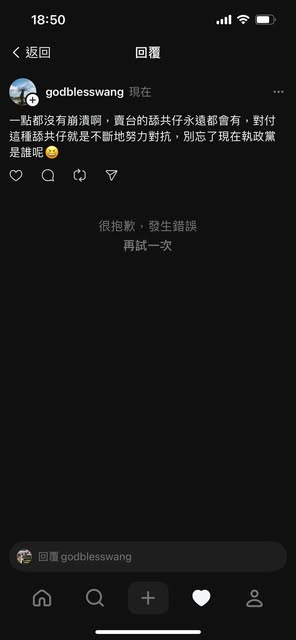 18:50
返回
回覆
godblesswang 現在
一點都沒有崩潰啊，賣台的舔共仔永遠都會有，對付
這種舔共仔就是不斷地努力對抗，別忘了現在執政黨
是誰呢😆
很抱歉，發生錯誤
再試一次
回覆 godblesswang